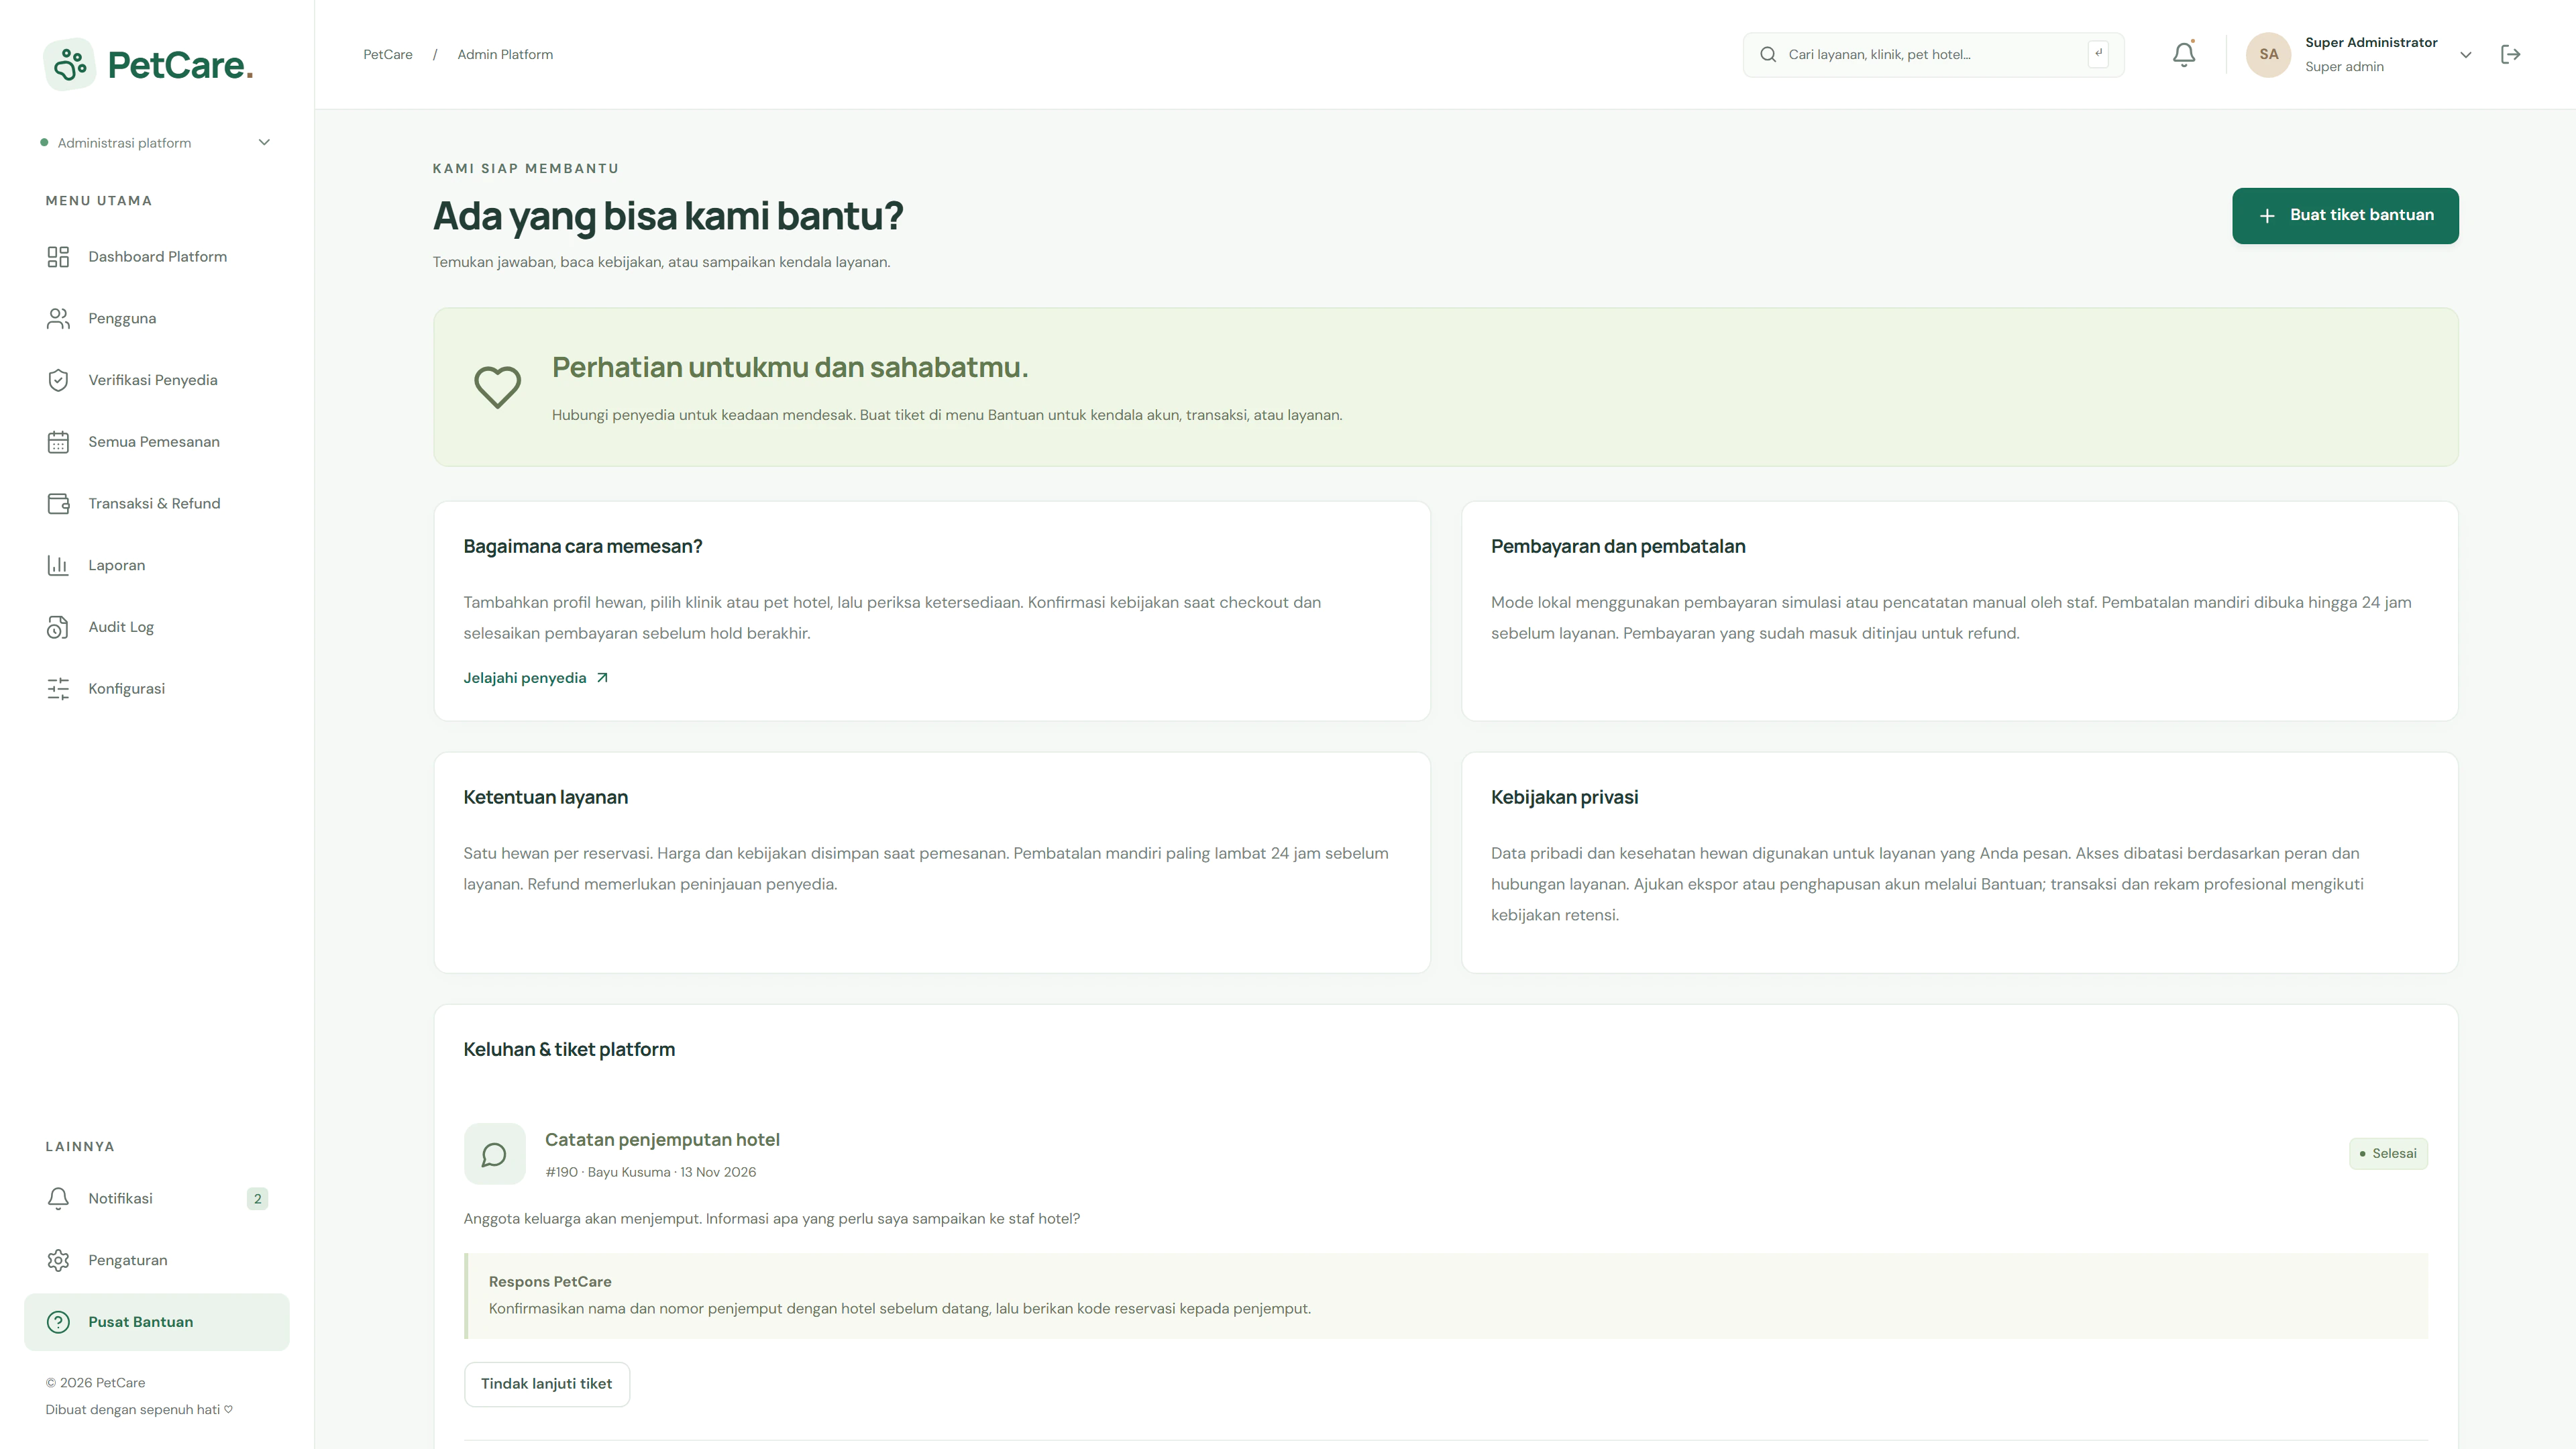 PetCare.
Administrasi platform
MENU UTAMA
Dashboard Platform
Pengguna
Verifikasi Penyedia
Semua Pemesanan
Transaksi & Refund
Laporan
Audit Log
Konfigurasi
LAINNYA
Notifikasi 2
Pengaturan
Pusat Bantuan
© 2026 PetCare
Dibuat dengan sepenuh hati ♡
PetCare / Admin Platform
Cari layanan, klinik, pet hotel... ↵
SA
Super Administrator
Super admin
KAMI SIAP MEMBANTU
Ada yang bisa kami bantu?
Temukan jawaban, baca kebijakan, atau sampaikan kendala layanan.
+ Buat tiket bantuan
Perhatian untukmu dan sahabatmu.
Hubungi penyedia untuk keadaan mendesak. Buat tiket di menu Bantuan untuk kendala akun, transaksi, atau layanan.
Bagaimana cara memesan?
Tambahkan profil hewan, pilih klinik atau pet hotel, lalu periksa ketersediaan. Konfirmasi kebijakan saat checkout dan
selesaikan pembayaran sebelum hold berakhir.
Jelajahi penyedia
Pembayaran dan pembatalan
Mode lokal menggunakan pembayaran simulasi atau pencatatan manual oleh staf. Pembatalan mandiri dibuka hingga 24 jam
sebelum layanan. Pembayaran yang sudah masuk ditinjau untuk refund.
Ketentuan layanan
Satu hewan per reservasi. Harga dan kebijakan disimpan saat pemesanan. Pembatalan mandiri paling lambat 24 jam sebelum
layanan. Refund memerlukan peninjauan penyedia.
Kebijakan privasi
Data pribadi dan kesehatan hewan digunakan untuk layanan yang Anda pesan. Akses dibatasi berdasarkan peran dan
hubungan layanan. Ajukan ekspor atau penghapusan akun melalui Bantuan; transaksi dan rekam profesional mengikuti
kebijakan retensi.
Keluhan & tiket platform
Catatan penjemputan hotel
#190 · Bayu Kusuma · 13 Nov 2026
Selesai
Anggota keluarga akan menjemput. Informasi apa yang perlu saya sampaikan ke staf hotel?
Respons PetCare
Konfirmasikan nama dan nomor penjemput dengan hotel sebelum datang, lalu berikan kode reservasi kepada penjemput.
Tindak lanjuti tiket